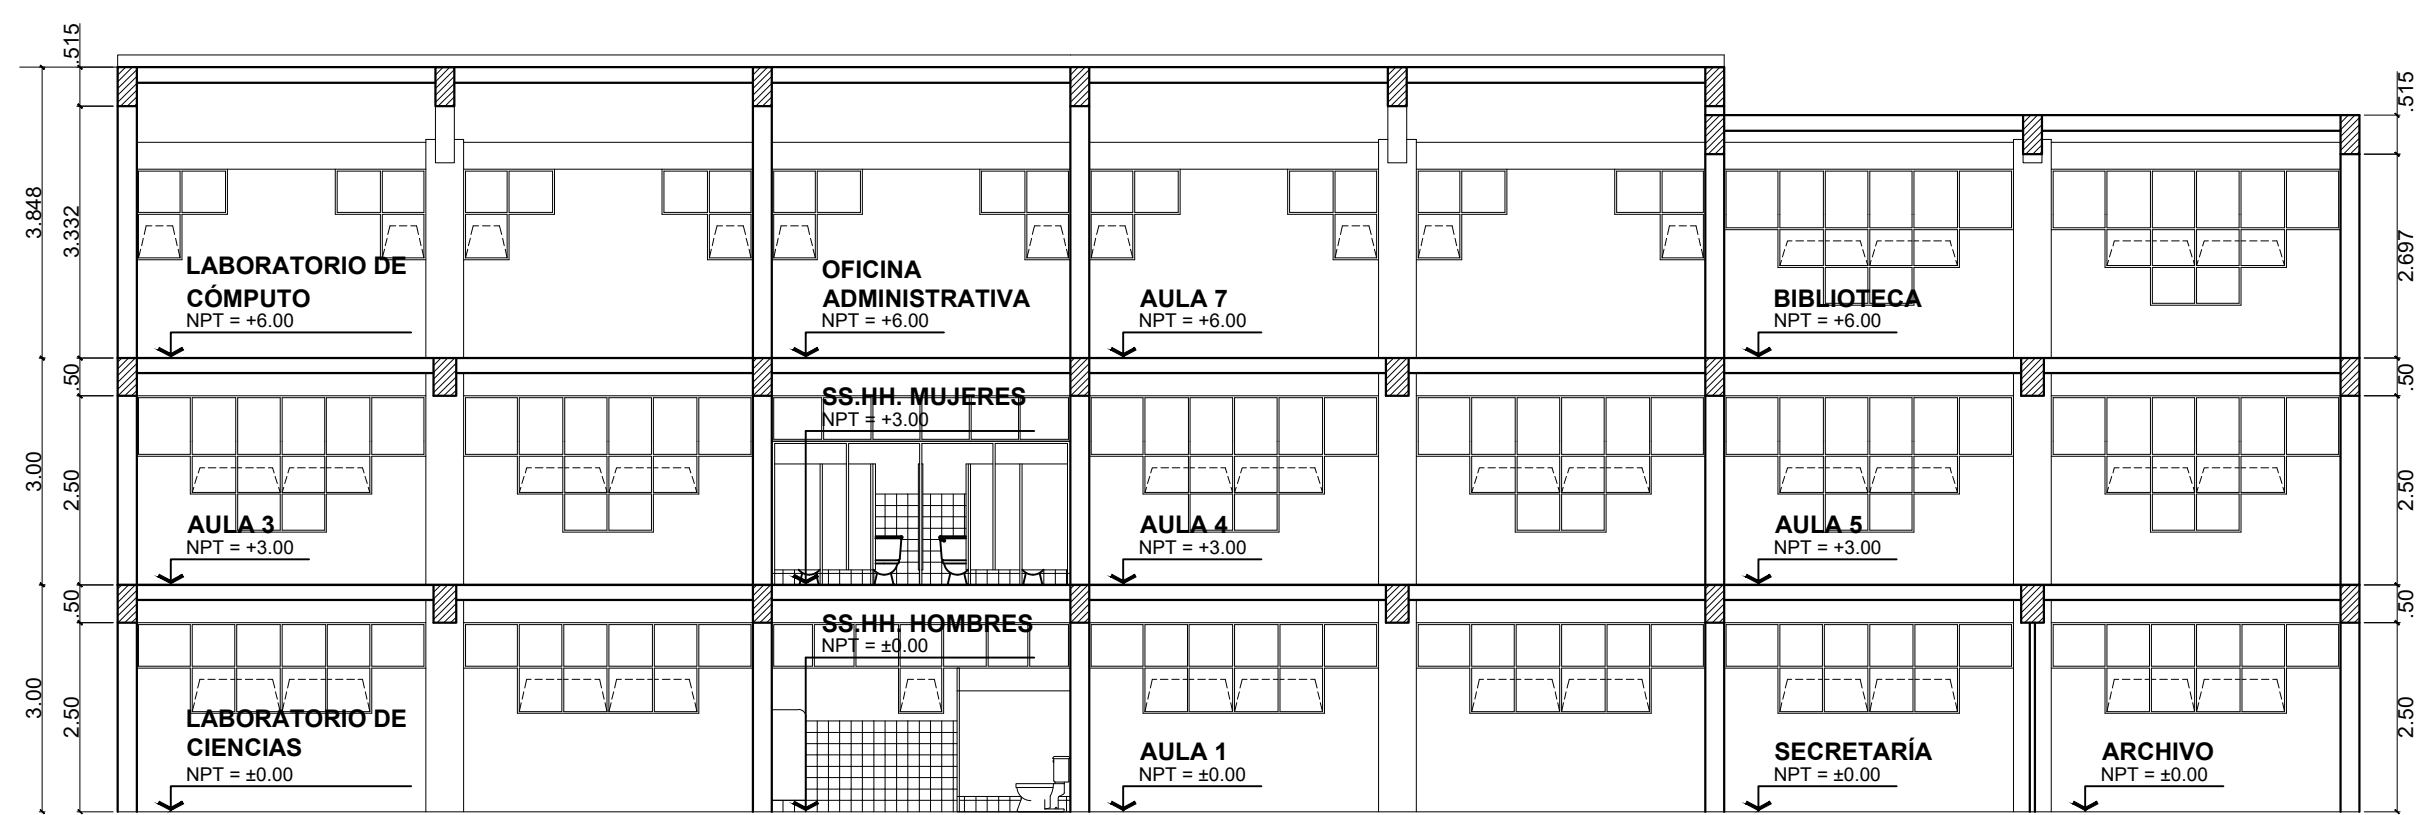 .515
.515
3.848
3.332
2.697
LABORATORIO DE
CÓMPUTO
NPT = +6.00
OFICINA
ADMINISTRATIVA
NPT = +6.00
AULA 7
NPT = +6.00
BIBLIOTECA
NPT = +6.00
.50
.50
SS.HH. MUJERES
NPT = +3.00
3.00
2.50
2.50
AULA 3
NPT = +3.00
AULA 4
NPT = +3.00
AULA 5
NPT = +3.00
.50
.50
SS.HH. HOMBRES
NPT = ±0.00
3.00
2.50
2.50
LABORATORIO DE
CIENCIAS
NPT = ±0.00
AULA 1
NPT = ±0.00
SECRETARÍA
NPT = ±0.00
ARCHIVO
NPT = ±0.00